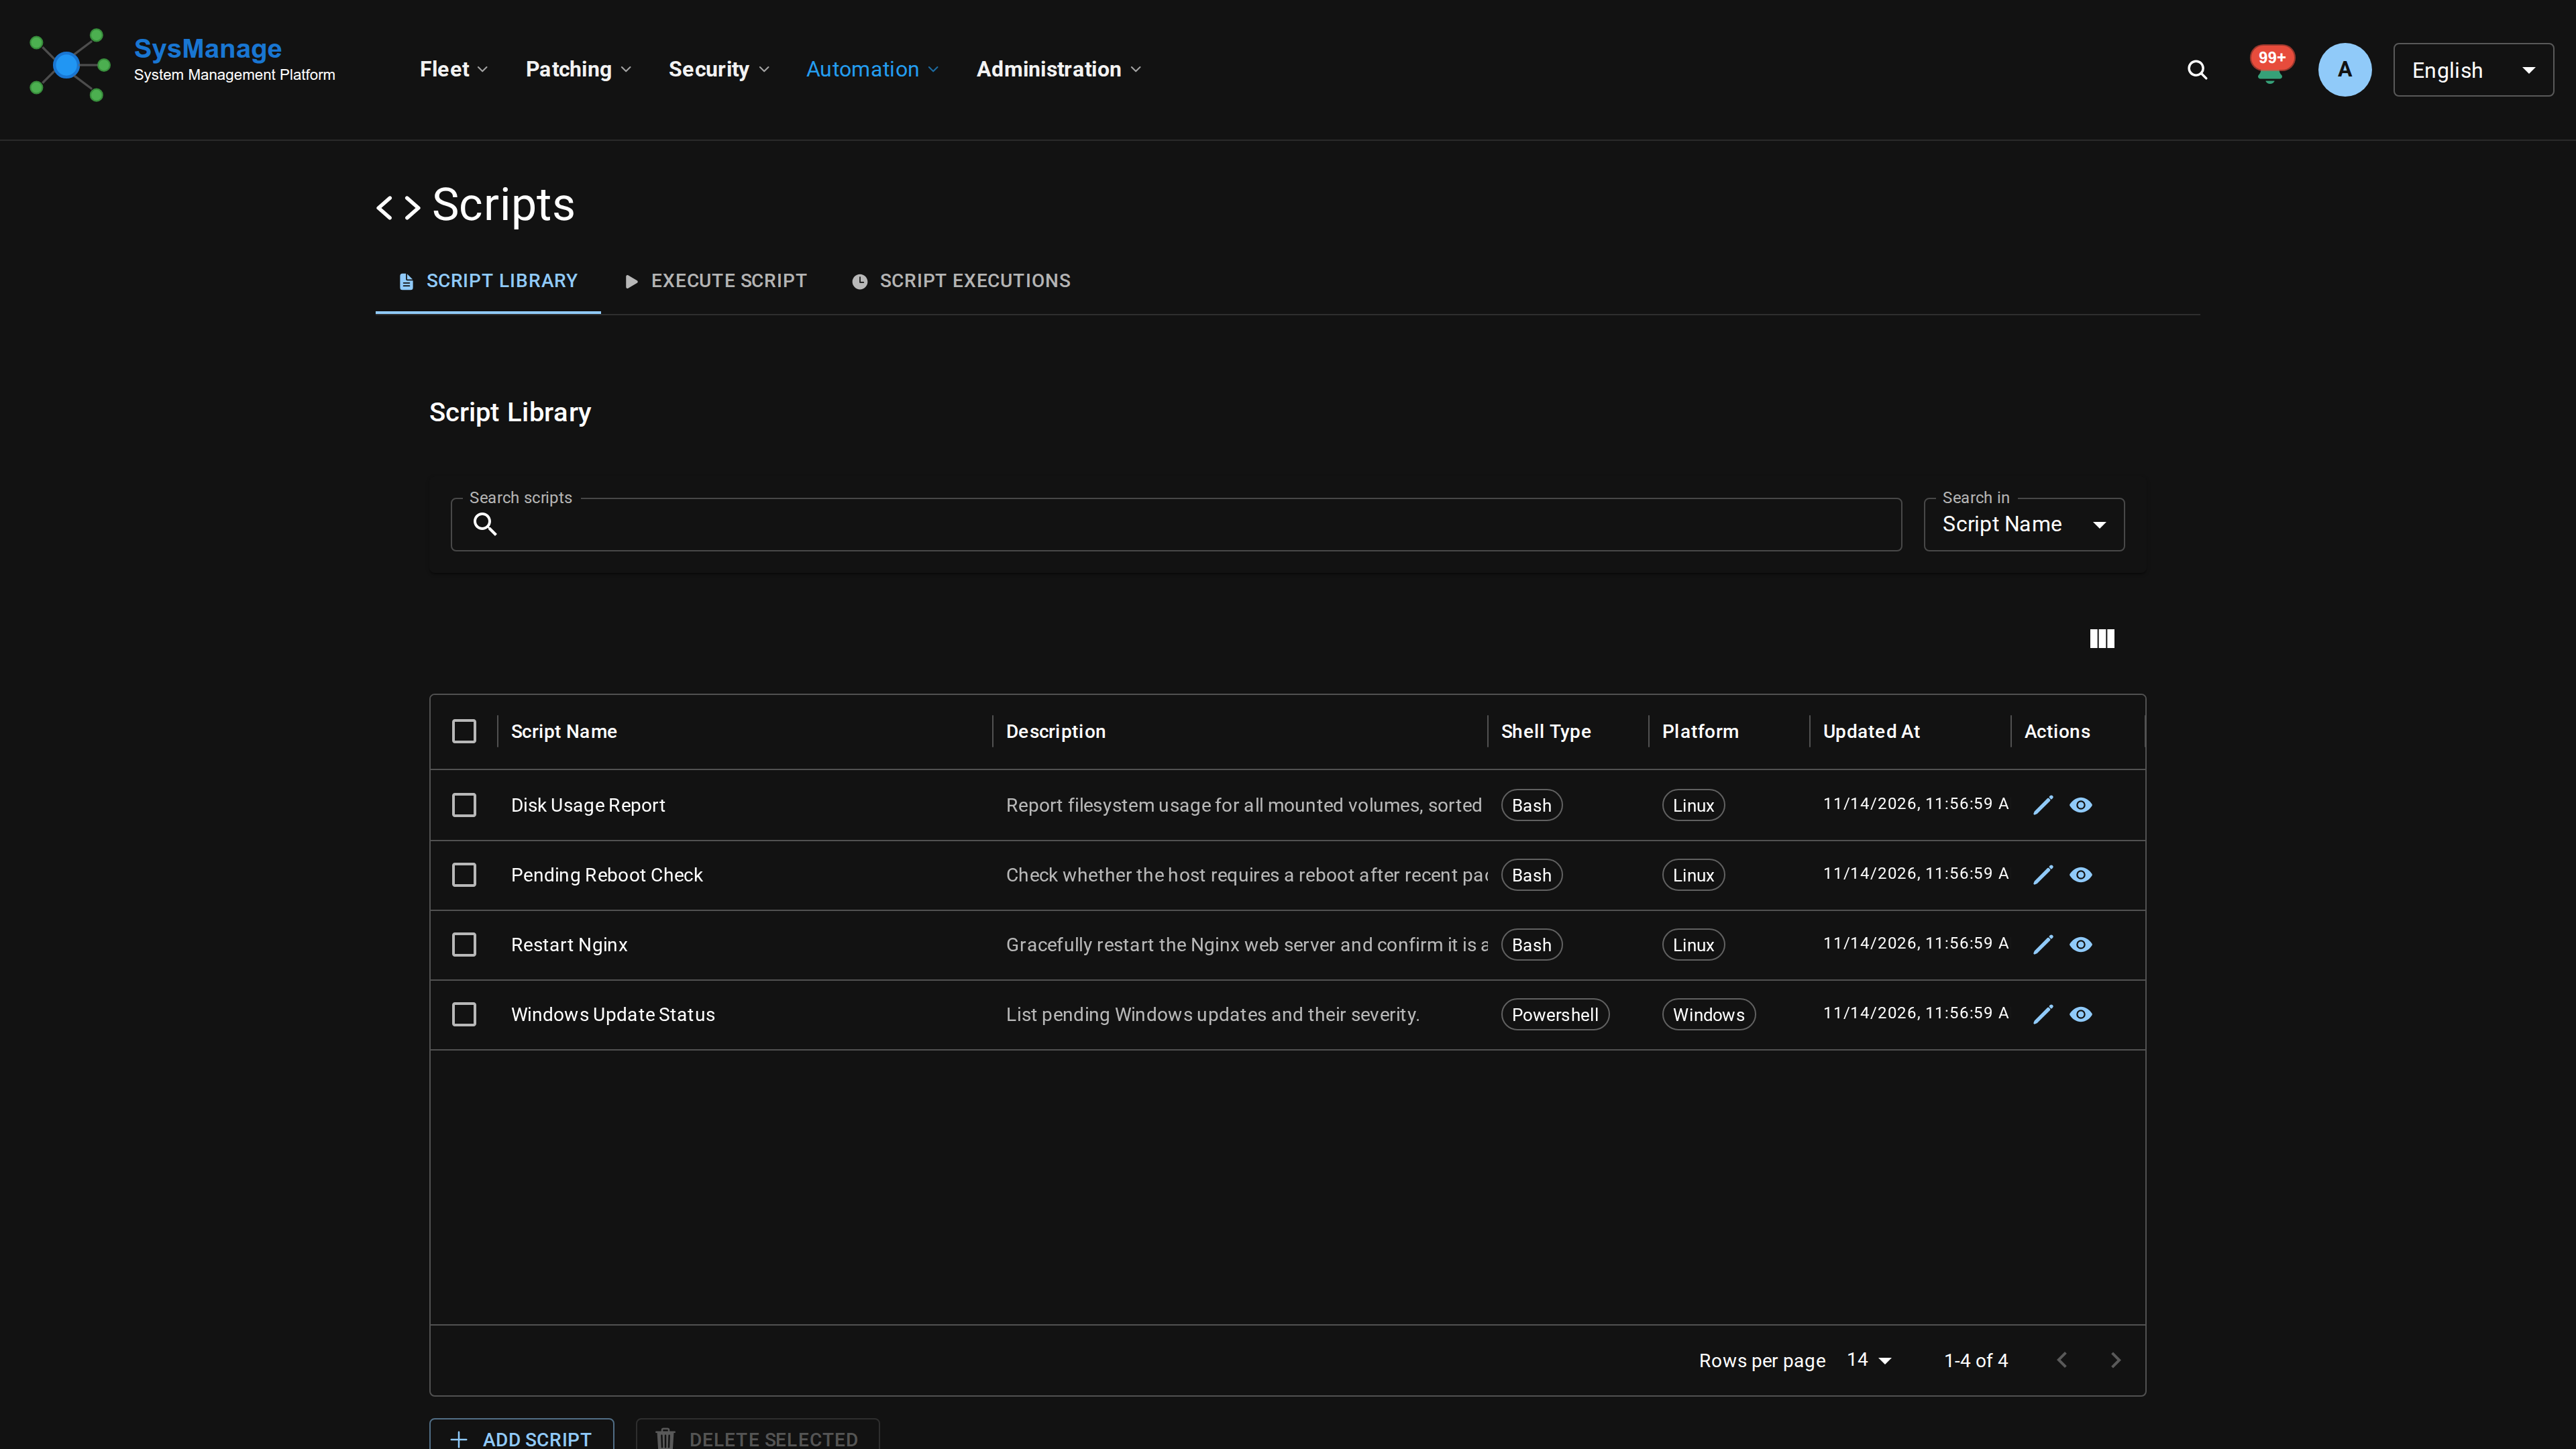 SysManage
System Management Platform
Fleet
Patching
Security
Automation
Administration
99+
A
English
Scripts
SCRIPT LIBRARY
EXECUTE SCRIPT
SCRIPT EXECUTIONS
Script Library
Search scripts
Search in
Script Name
Script Name Description Shell Type Platform Updated At Actions
Disk Usage Report Report filesystem usage for all mounted volumes, sorted Bash Linux 11/14/2026, 11:56:59 A
Pending Reboot Check Check whether the host requires a reboot after recent pac Bash Linux 11/14/2026, 11:56:59 A
Restart Nginx Gracefully restart the Nginx web server and confirm it is a Bash Linux 11/14/2026, 11:56:59 A
Windows Update Status List pending Windows updates and their severity. Powershell Windows 11/14/2026, 11:56:59 A
Rows per page 14 1-4 of 4
ADD SCRIPT
DELETE SELECTED